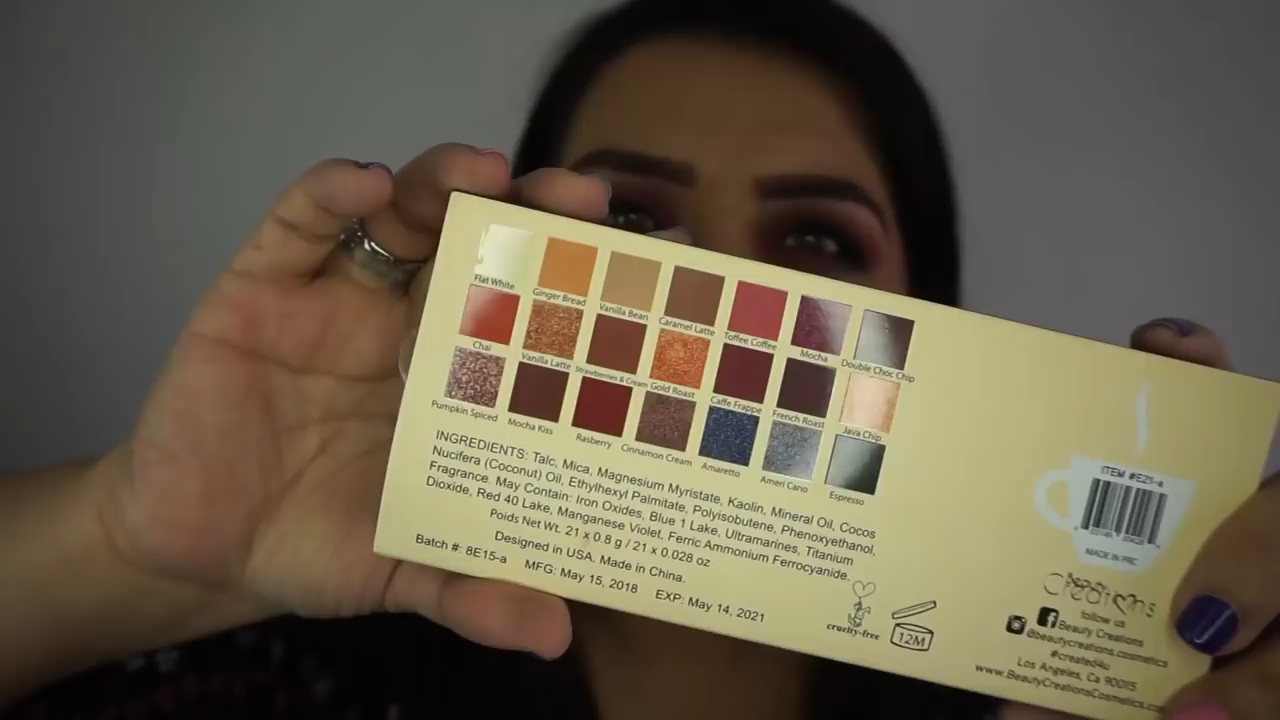 Flat White
Ginger Bread
Vanilla Bean
Caramel Latte
Toffee Coffee
Mocha
Double Choc Chip
Chai
Vanilla Latte
Strawberries & Cream
Gold Roast
Caffe Frappe
French Roast
Java Chip
Pumpkin Spiced
Mocha Kiss
Rasberry
Cinnamon Cream
Amaretto
Ameri Cano
Espresso
INGREDIENTS: Talc, Mica, Magnesium Myristate, Kaolin, Mineral Oil, Cocos
Nucifera (Coconut) Oil, Ethylhexyl Palmitate, Polyisobutene, Phenoxyethanol,
Fragrance. May Contain: Iron Oxides, Blue 1 Lake, Ultramarines, Titanium
Dioxide, Red 40 Lake, Manganese Violet, Ferric Ammonium Ferrocyanide.
Poids Net Wt. 21 x 0.8 g / 21 x 0.028 oz
Designed in USA. Made in China.
Batch #: 8E15-a MFG: May 15, 2018 EXP: May 14, 2021
cruelty-free
12M
ITEM #E21-a
MADE IN PRC
Beauty
Creations
follow us
Beauty Creations
@beautycreations.cosmetics
#created4u
Los Angeles, Ca 90015
www.BeautyCreationsCosmetics.com